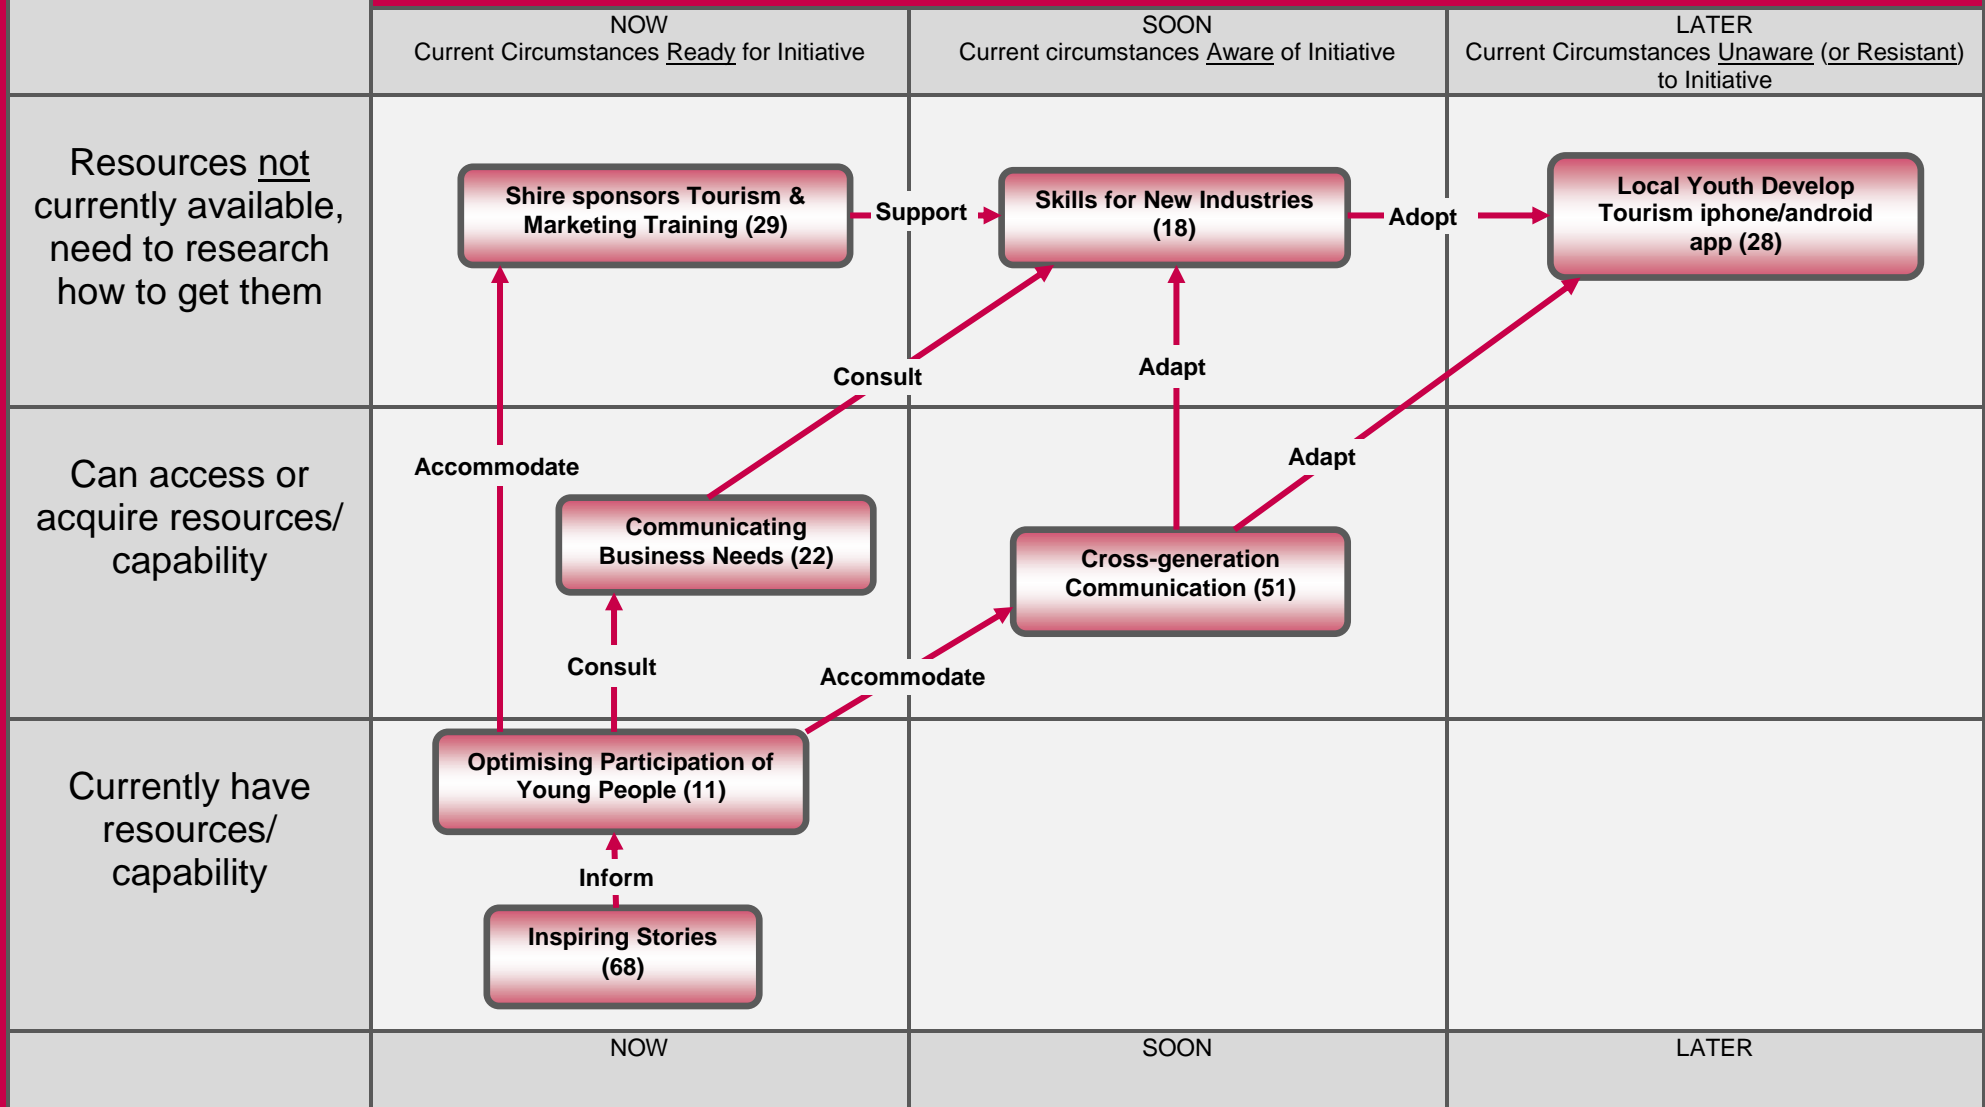 NOW
Current Circumstances Ready for Initiative
SOON
Current circumstances Aware of Initiative
LATER
Current Circumstances Unaware (or Resistant)
to Initiative
Resources not
currently available,
need to research
how to get them
Shire sponsors Tourism &
Marketing Training (29)
Support
Skills for New Industries
(18)
Adopt
Local Youth Develop
Tourism iphone/android
app (28)
Consult
Adapt
Can access or
acquire resources/
capability
Accommodate
Adapt
Communicating
Business Needs (22)
Cross-generation
Communication (51)
Consult
Accommodate
Currently have
resources/
capability
Optimising Participation of
Young People (11)
Inform
Inspiring Stories
(68)
NOW
SOON
LATER